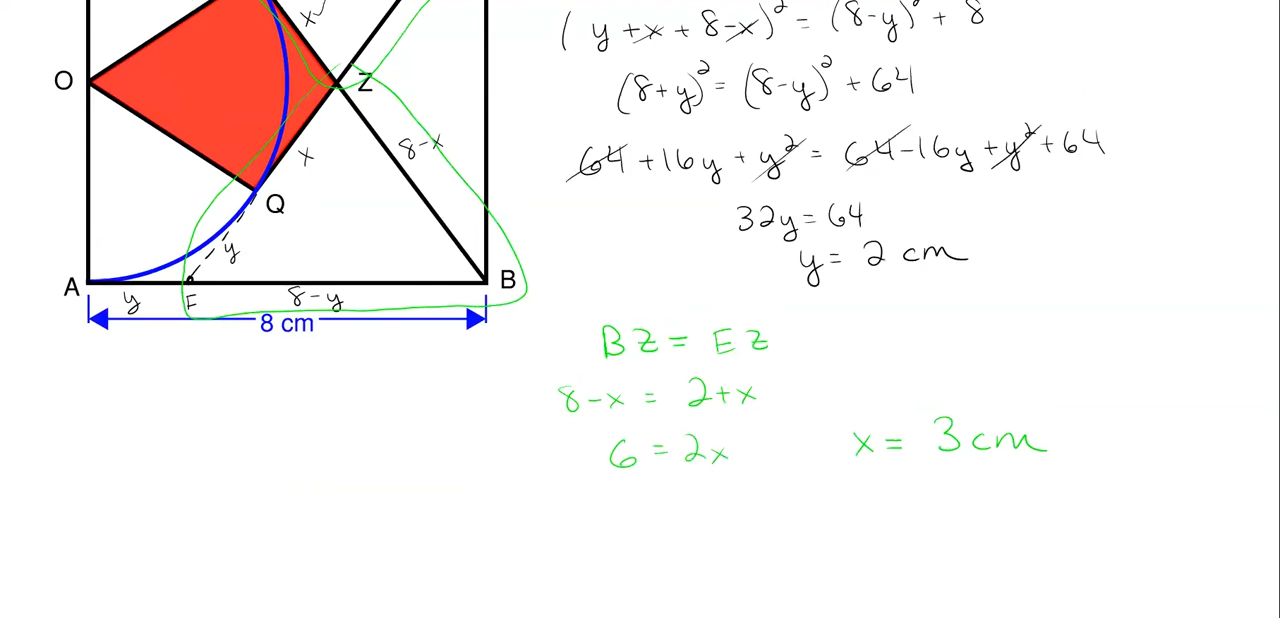 x
(y+x+8-x)² = (8-y)² + 8
O
Z
(8+y)² = (8-y)² + 64
x
8-x
64 + 16y + y² = 64 - 16y + y² + 64
Q
y
32y = 64
y = 2 cm
A
B
y
F
8-y
8 cm
BZ = EZ
8-x = 2+x
6 = 2x
x = 3 cm